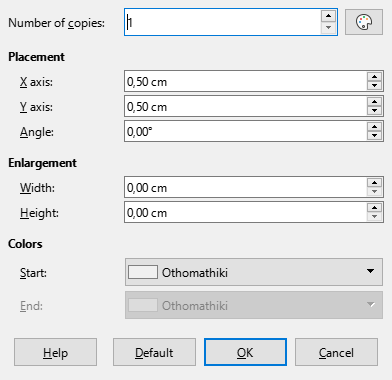 Number of copies: 1
Placement
X axis: 0,50 cm
Y axis: 0,50 cm
Angle: 0,00°
Enlargement
Width: 0,00 cm
Height: 0,00 cm
Colors
Start: Othomathiki
End: Othomathiki
Help Default OK Cancel